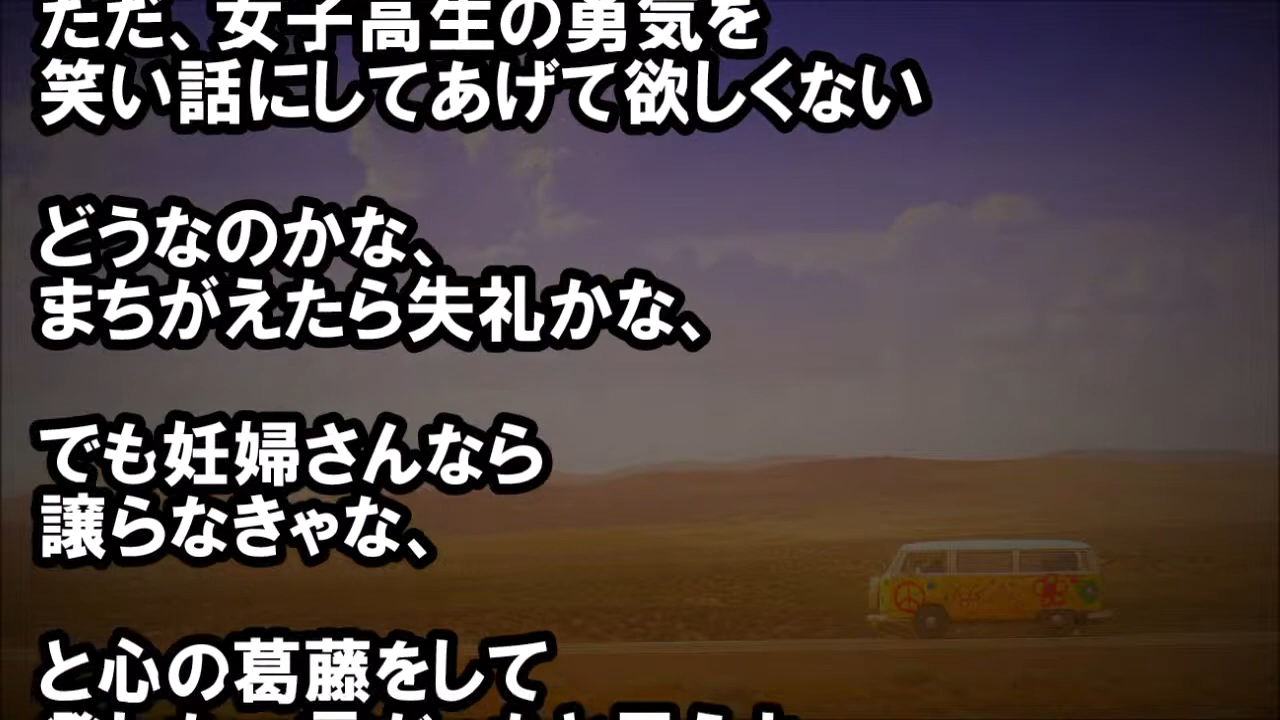 ただ、女子高生の勇気を
笑い話にしてあげて欲しくない
どうなのかな、
まちがえたら失礼かな、
でも妊婦さんなら
譲らなきゃな、
と心の葛藤をして